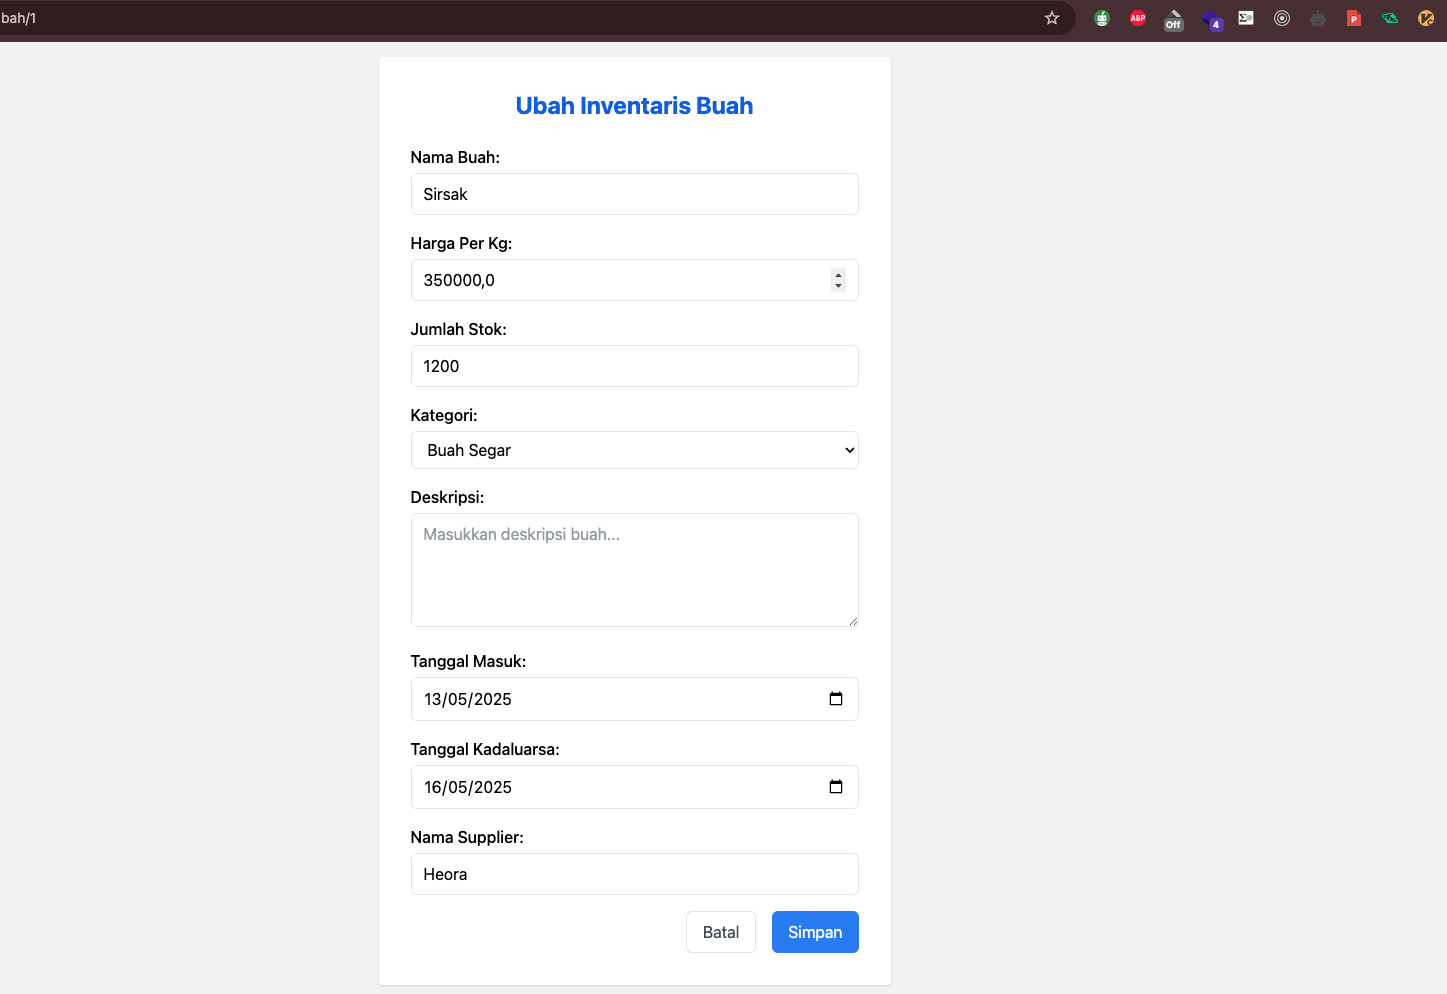 bah/1
ABP
Off
4
Ubah Inventaris Buah
Nama Buah:
Sirsak
Harga Per Kg:
350000,0
Jumlah Stok:
1200
Kategori:
Buah Segar
Deskripsi:
Masukkan deskripsi buah...
Tanggal Masuk:
13/05/2025
Tanggal Kadaluarsa:
16/05/2025
Nama Supplier:
Heora
Batal
Simpan